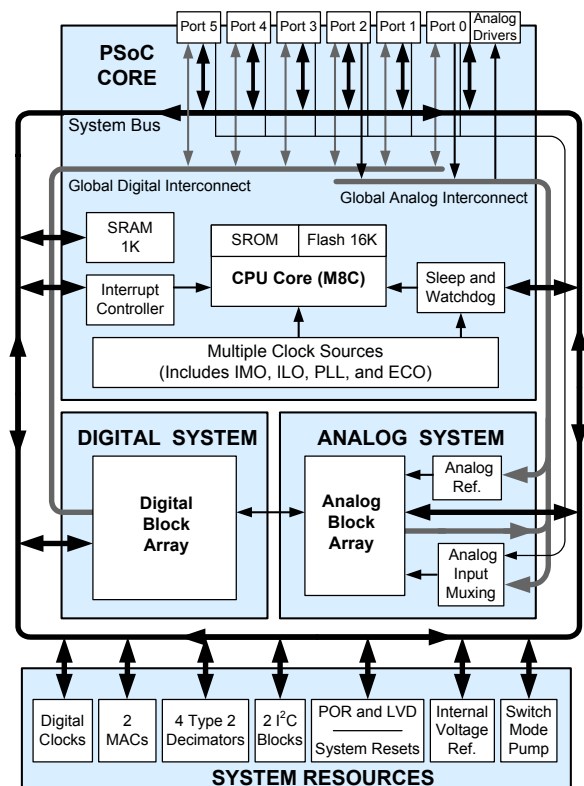 Port 5 Port 4 Port 3 Port 2 Port 1 Port 0 Analog
Drivers
PSoC
CORE
System Bus
Global Digital Interconnect
Global Analog Interconnect
SRAM
1K
SROM Flash 16K
CPU Core (M8C)
Interrupt
Controller
Sleep and
Watchdog
Multiple Clock Sources
(Includes IMO, ILO, PLL, and ECO)
DIGITAL SYSTEM
ANALOG SYSTEM
Digital
Block
Array
Analog
Block
Array
Analog
Ref.
Analog
Input
Muxing
Digital
Clocks
2
MACs
4 Type 2
Decimators
2 I²C
Blocks
POR and LVD
System Resets
Internal
Voltage
Ref.
Switch
Mode
Pump
SYSTEM RESOURCES